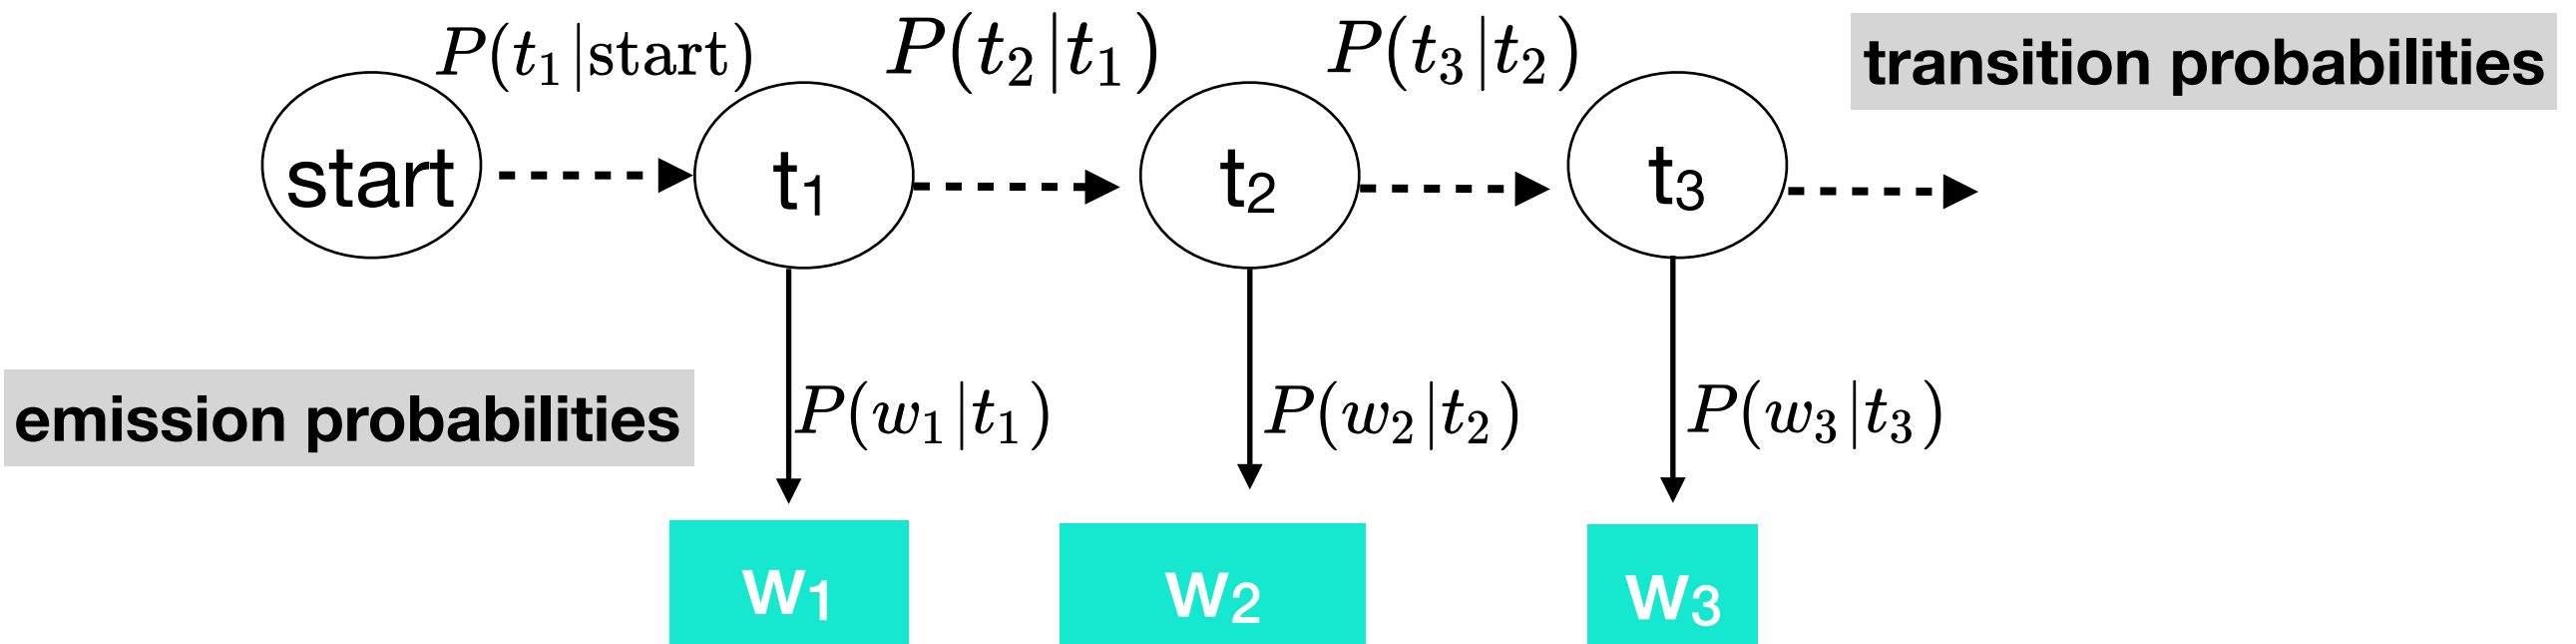 P(t₁|start) P(t₂|t₁) P(t₃|t₂) transition probabilities
start t₁ t₂ t₃
emission probabilities P(w₁|t₁) P(w₂|t₂) P(w₃|t₃)
w₁ w₂ w₃